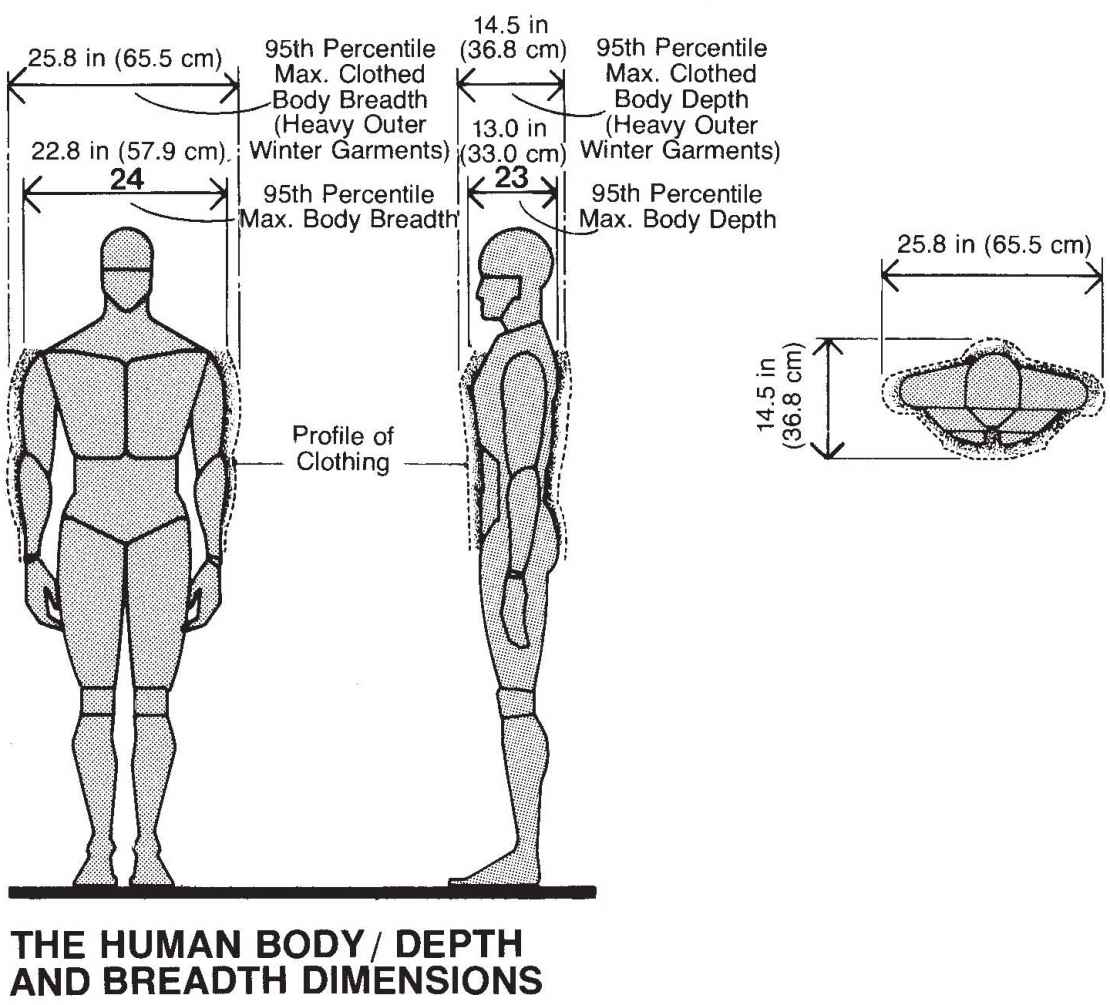 25.8 in (65.5 cm)
95th Percentile
Max. Clothed
Body Breadth
(Heavy Outer
Winter Garments)
22.8 in (57.9 cm)
24
95th Percentile
Max. Body Breadth
14.5 in
(36.8 cm)
95th Percentile
Max. Clothed
Body Depth
(Heavy Outer
Winter Garments)
13.0 in
(33.0 cm)
23
95th Percentile
Max. Body Depth
25.8 in (65.5 cm)
14.5 in
(36.8 cm)
Profile of
Clothing
THE HUMAN BODY / DEPTH
AND BREADTH DIMENSIONS